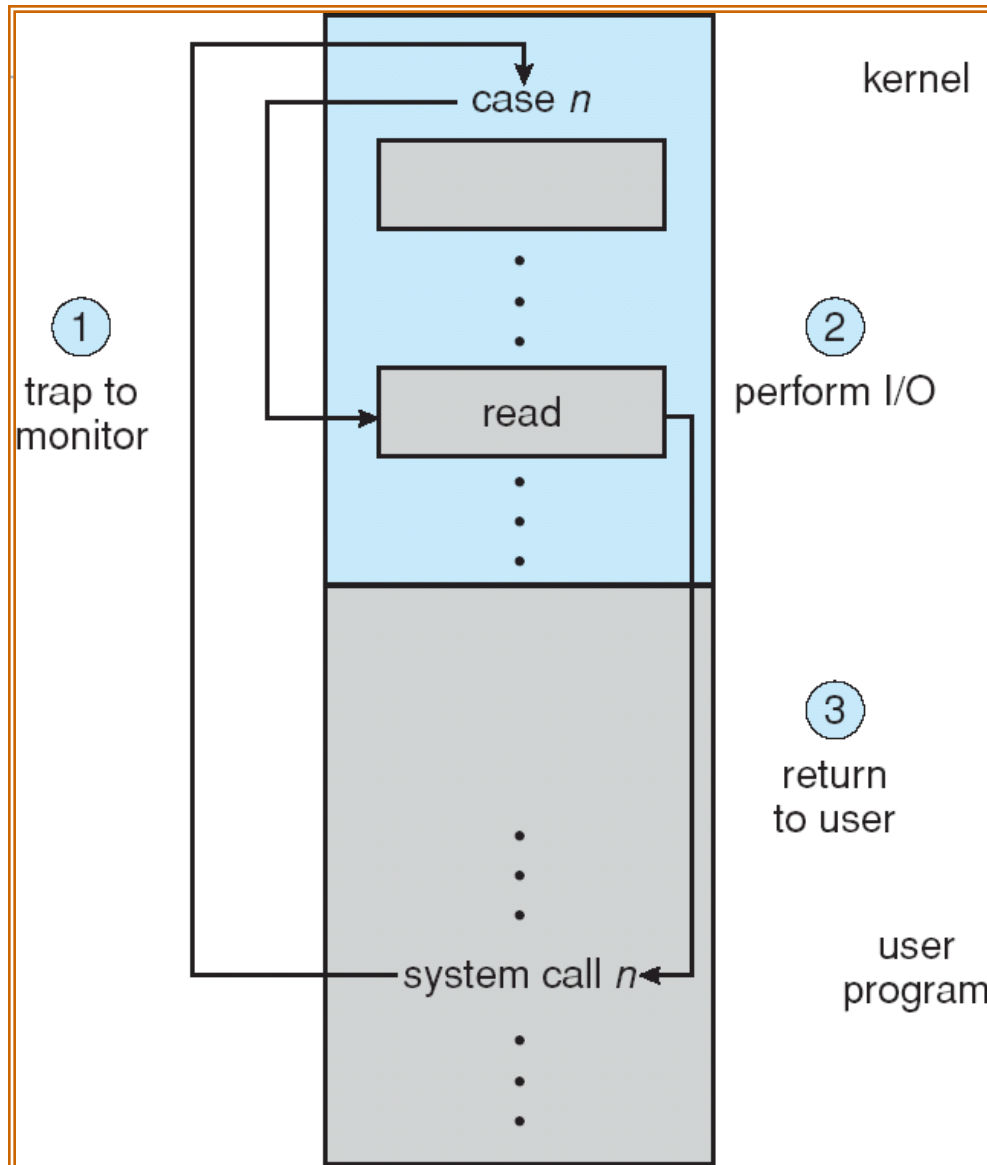 kernel
case n
1
trap to
monitor
2
perform I/O
read
3
return
to user
system call n
user
program